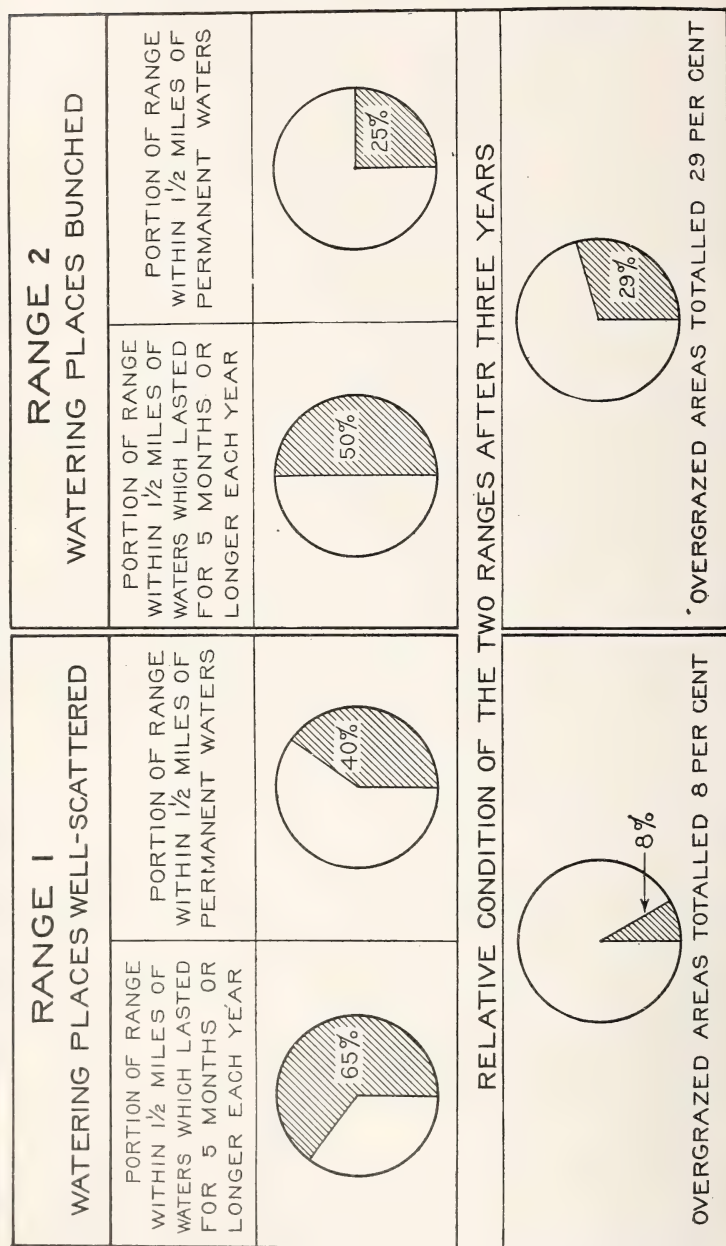 RANGE 1
WATERING PLACES WELL-SCATTERED
PORTION OF RANGE
WITHIN 1½ MILES OF
WATERS WHICH LASTED
FOR 5 MONTHS OR
LONGER EACH YEAR
PORTION OF RANGE
WITHIN 1½ MILES OF
PERMANENT WATERS
65%
40%
RANGE 2
WATERING PLACES BUNCHED
PORTION OF RANGE
WITHIN 1½ MILES OF
WATERS WHICH LASTED
FOR 5 MONTHS OR
LONGER EACH YEAR
PORTION OF RANGE
WITHIN 1½ MILES OF
PERMANENT WATERS
50%
25%
RELATIVE CONDITION OF THE TWO RANGES AFTER THREE YEARS
8%
OVERGRAZED AREAS TOTALLED 8 PER CENT
29%
OVERGRAZED AREAS TOTALLED 29 PER CENT